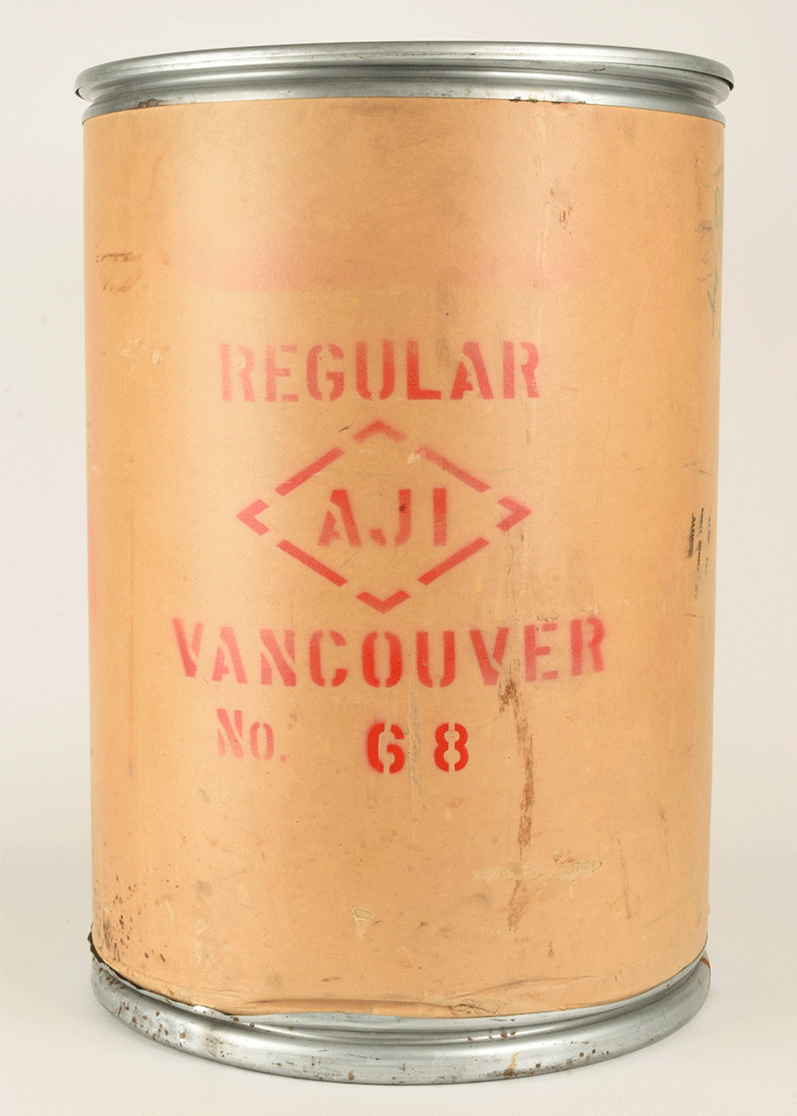 REGULAR
AJI
VANCOUVER
No. 68